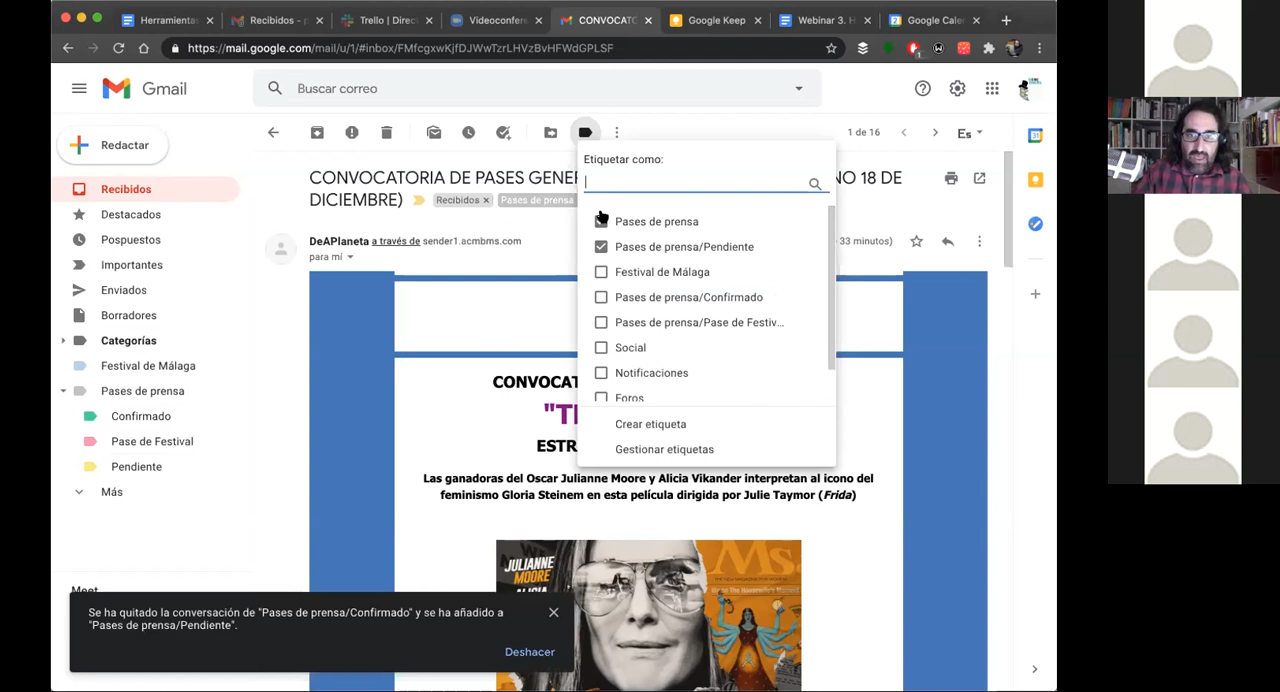 Herramientas
Recibidos - p
Trello | Direc
Videoconfe
CONVOCATO
Google Keep
Webinar 3. H
Google Cale
https://mail.google.com/mail/u/1/#inbox/FMfcgxwKjfDJWwTzrLHVzBvHFWdGPLSF
Gmail
Buscar correo
Redactar
1 de 16
Es
Recibidos
Destacados
Pospuestos
Importantes
Enviados
Borradores
Categorías
Festival de Málaga
Pases de prensa
Confirmado
Pase de Festival
Pendiente
Más
Meet
CONVOCATORIA DE PASES GENE
NO 18 DE
DICIEMBRE)
Recibidos
Pases de prensa
DeAPlaneta a través de sender1.acmbms.com
33 minutos)
para mí
Etiquetar como:
Pases de prensa
Pases de prensa/Pendiente
Festival de Málaga
Pases de prensa/Confirmado
Pases de prensa/Pase de Festiv...
Social
Notificaciones
Foros
Crear etiqueta
Gestionar etiquetas
CONVOCAT
ESTR
Las ganadoras del Oscar Julianne Moore y Alicia Vikander interpretan al icono del
feminismo Gloria Steinem en esta película dirigida por Julie Taymor (Frida)
JULIANNE
MOORE
ALICIA
Ms.
Se ha quitado la conversación de "Pases de prensa/Confirmado" y se ha añadido a
"Pases de prensa/Pendiente".
Deshacer